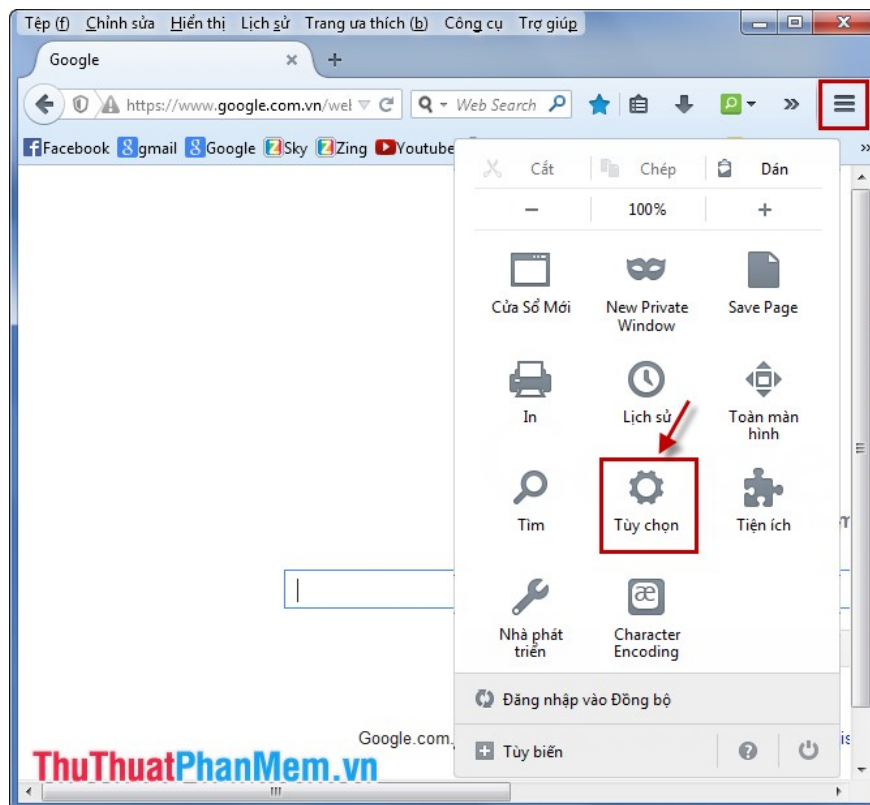 Tệp (f) Chỉnh sửa Hiển thị Lịch sử Trang ưa thích (b) Công cụ Trợ giúp
Google
https://www.google.com.vn/wel
Web Search
Facebook gmail Google Sky Zing Youtube
Cắt Chép Dán
100%
Cửa Sổ Mới New Private Window Save Page
In Lịch sử Toàn màn hình
Tìm Tùy chọn Tiện ích
Nhà phát triển Character Encoding
Đăng nhập vào Đồng bộ
Google.com.
Tùy biến
ThuThuatPhanMem.vn